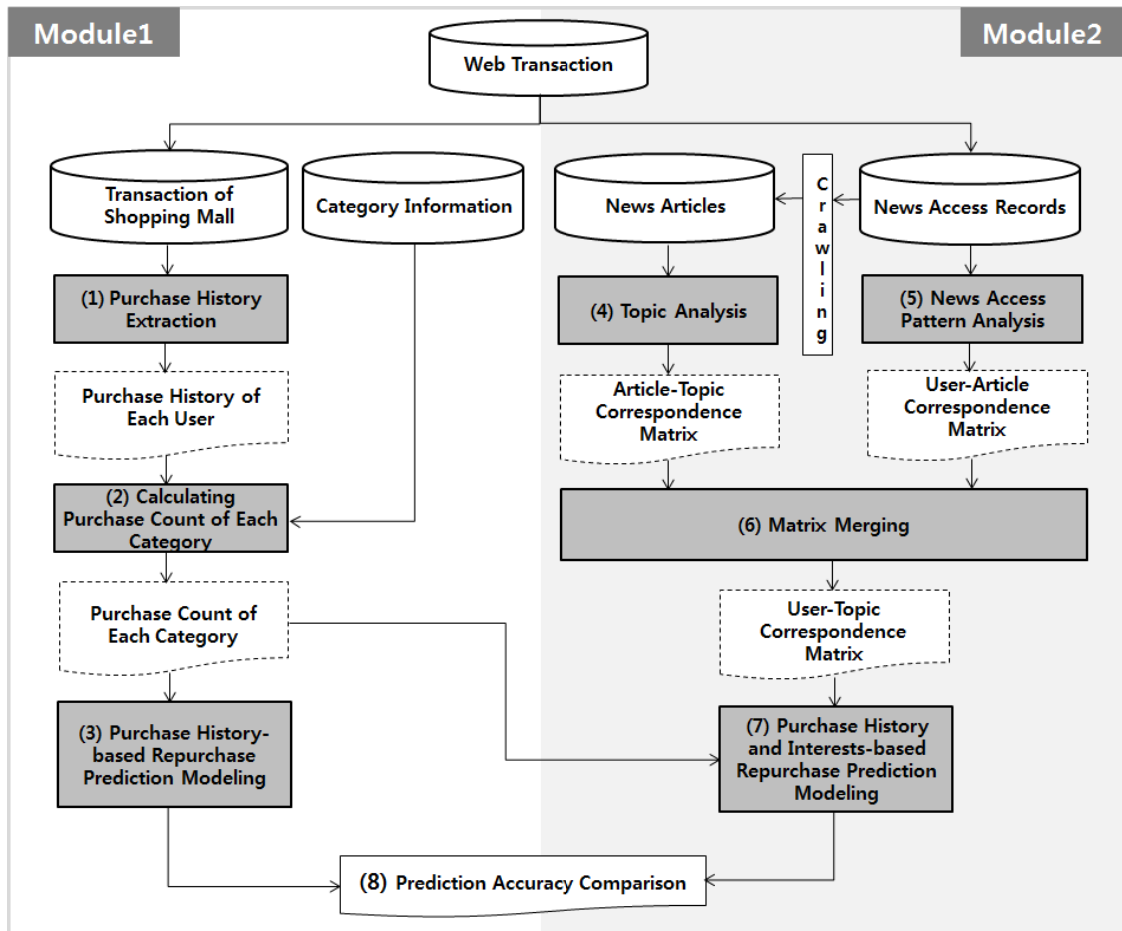 Module1
Module2
Web Transaction
Transaction of
Shopping Mall
Category Information
News Articles
Crawling
News Access Records
(1) Purchase History
Extraction
(4) Topic Analysis
(5) News Access
Pattern Analysis
Purchase History of
Each User
Article-Topic
Correspondence
Matrix
User-Article
Correspondence
Matrix
(2) Calculating
Purchase Count of Each
Category
(6) Matrix Merging
Purchase Count of
Each Category
User-Topic
Correspondence
Matrix
(3) Purchase History-
based Repurchase
Prediction Modeling
(7) Purchase History
and Interests-based
Repurchase Prediction
Modeling
(8) Prediction Accuracy Comparison